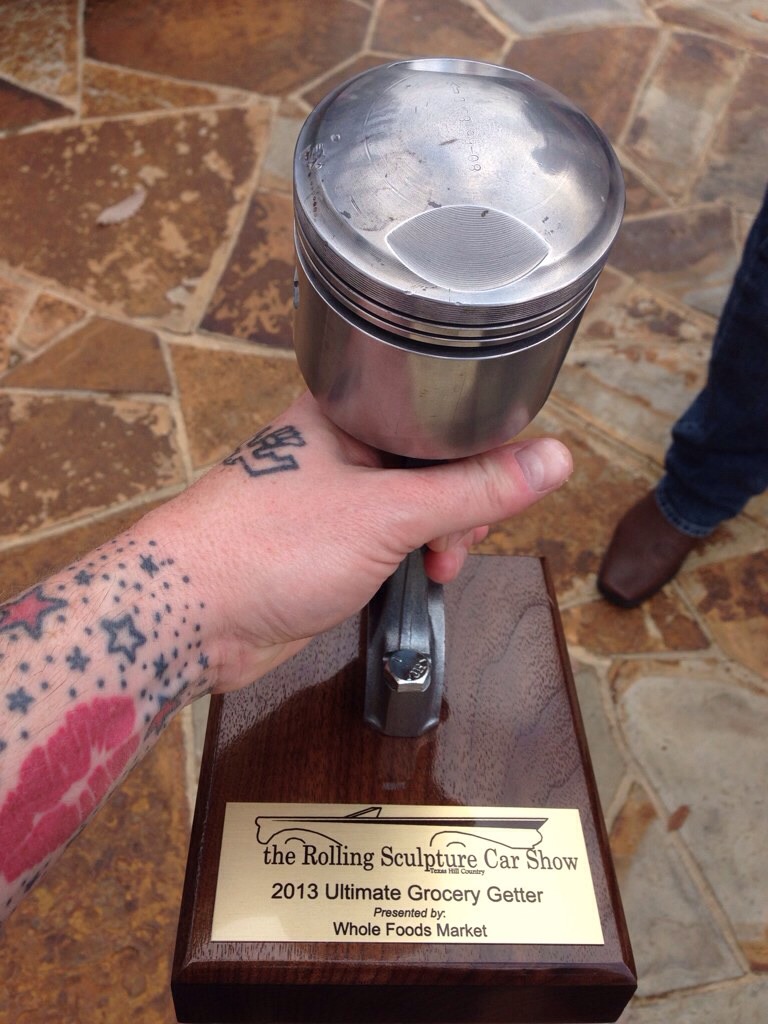 the Rolling Sculpture Car Show
Texas Hill Country
2013 Ultimate Grocery Getter
Presented by:
Whole Foods Market